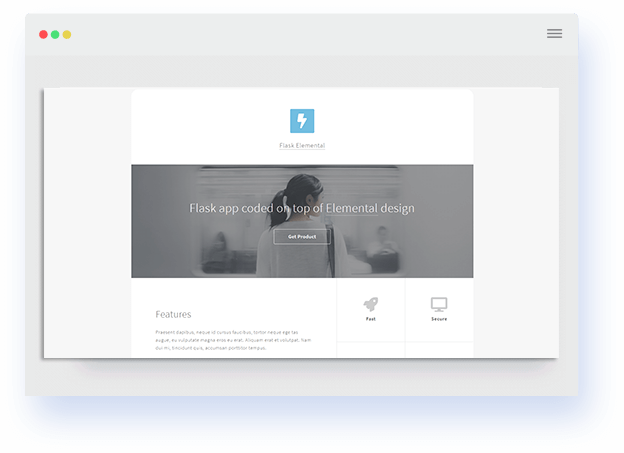 Flask Elemental
Flask app coded on top of Elemental design
Get Product
Features
Fast
Secure
Praesent dapibus, neque id cursus faucibus, tortor neque egestas
augue, eu vulputate magna eros eu erat. Aliquam erat et volutpat. Nam
dui mi, tincidunt quis, accumsan porttitor tempus.